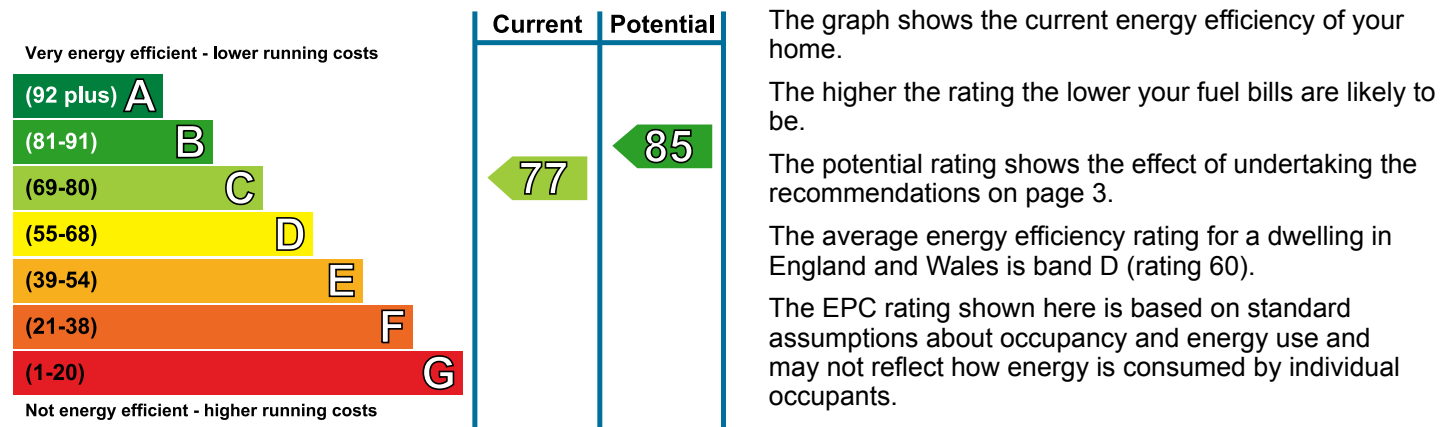 Current Potential
Very energy efficient - lower running costs
(92 plus) A
(81-91) B
(69-80) C
(55-68) D
(39-54) E
(21-38) F
(1-20) G
Not energy efficient - higher running costs
77
85
The graph shows the current energy efficiency of your
home.
The higher the rating the lower your fuel bills are likely to
be.
The potential rating shows the effect of undertaking the
recommendations on page 3.
The average energy efficiency rating for a dwelling in
England and Wales is band D (rating 60).
The EPC rating shown here is based on standard
assumptions about occupancy and energy use and
may not reflect how energy is consumed by individual
occupants.